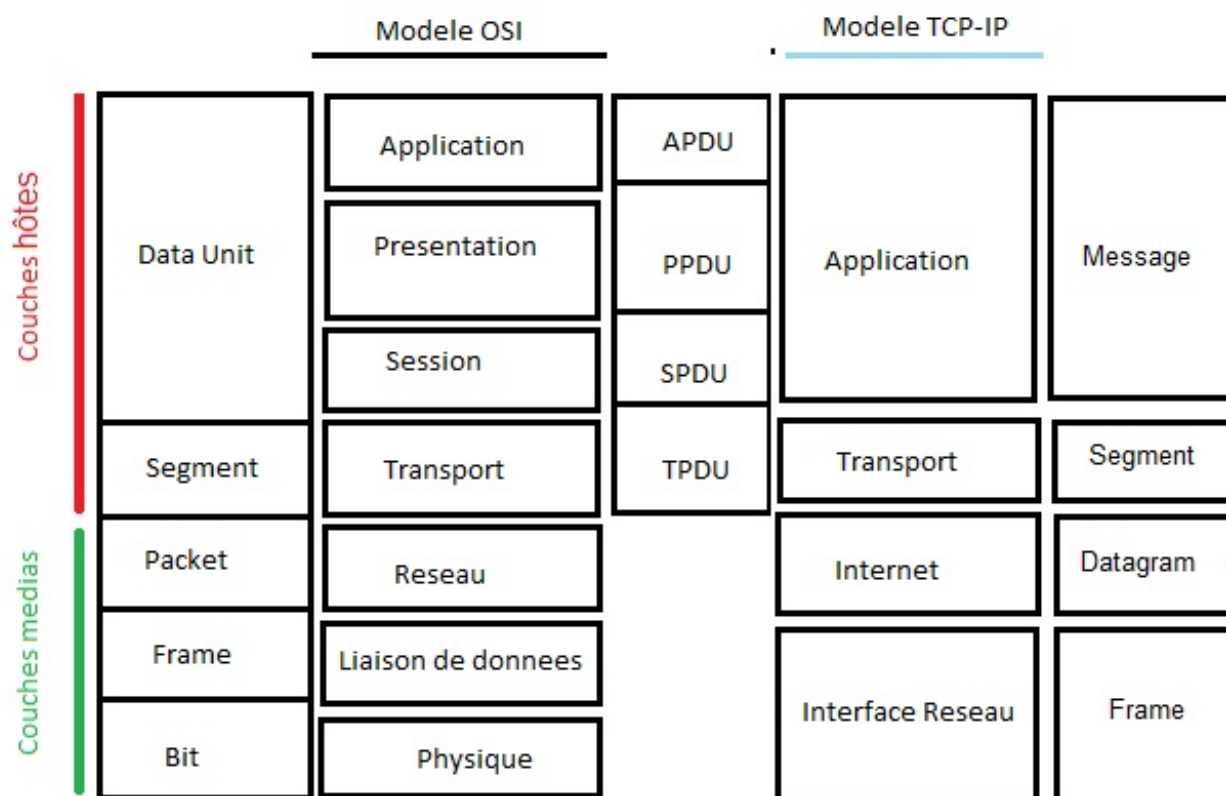 Modele OSI
Modele TCP-IP
Couches hôtes
Couches medias
Data Unit
Segment
Packet
Frame
Bit
Application
Presentation
Session
Transport
Reseau
Liaison de donnees
Physique
APDU
PPDU
SPDU
TPDU
Application
Transport
Internet
Interface Reseau
Message
Segment
Datagram
Frame